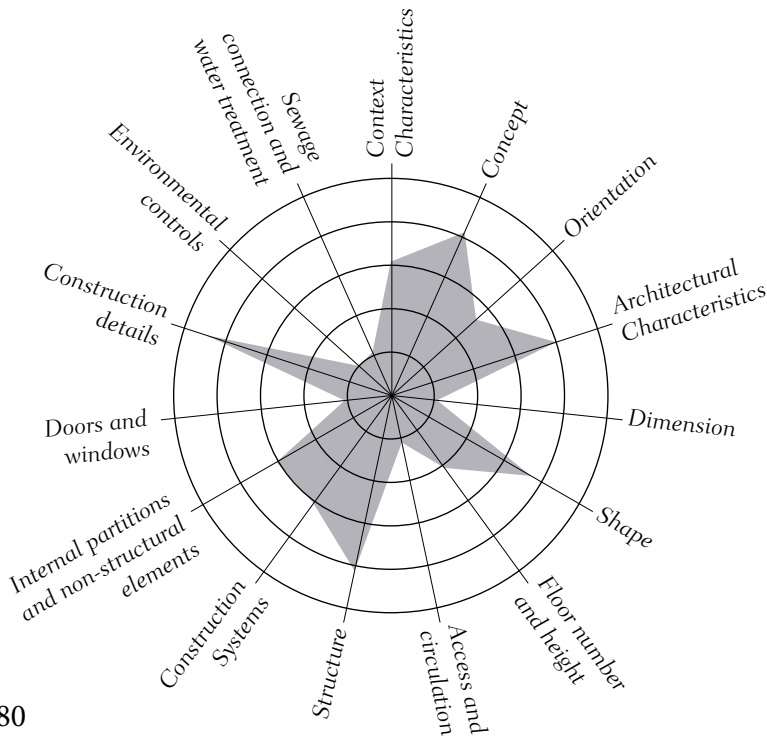 Context
Characteristics
Concept
Orientation
Architectural
Characteristics
Dimension
Shape
Floor number
and height
Access and
circulation
Structure
Construction
Systems
Internal partitions
and non-structural
elements
Doors and
windows
Construction
details
Environmental
controls
Sewage
connection and
water treatment
80